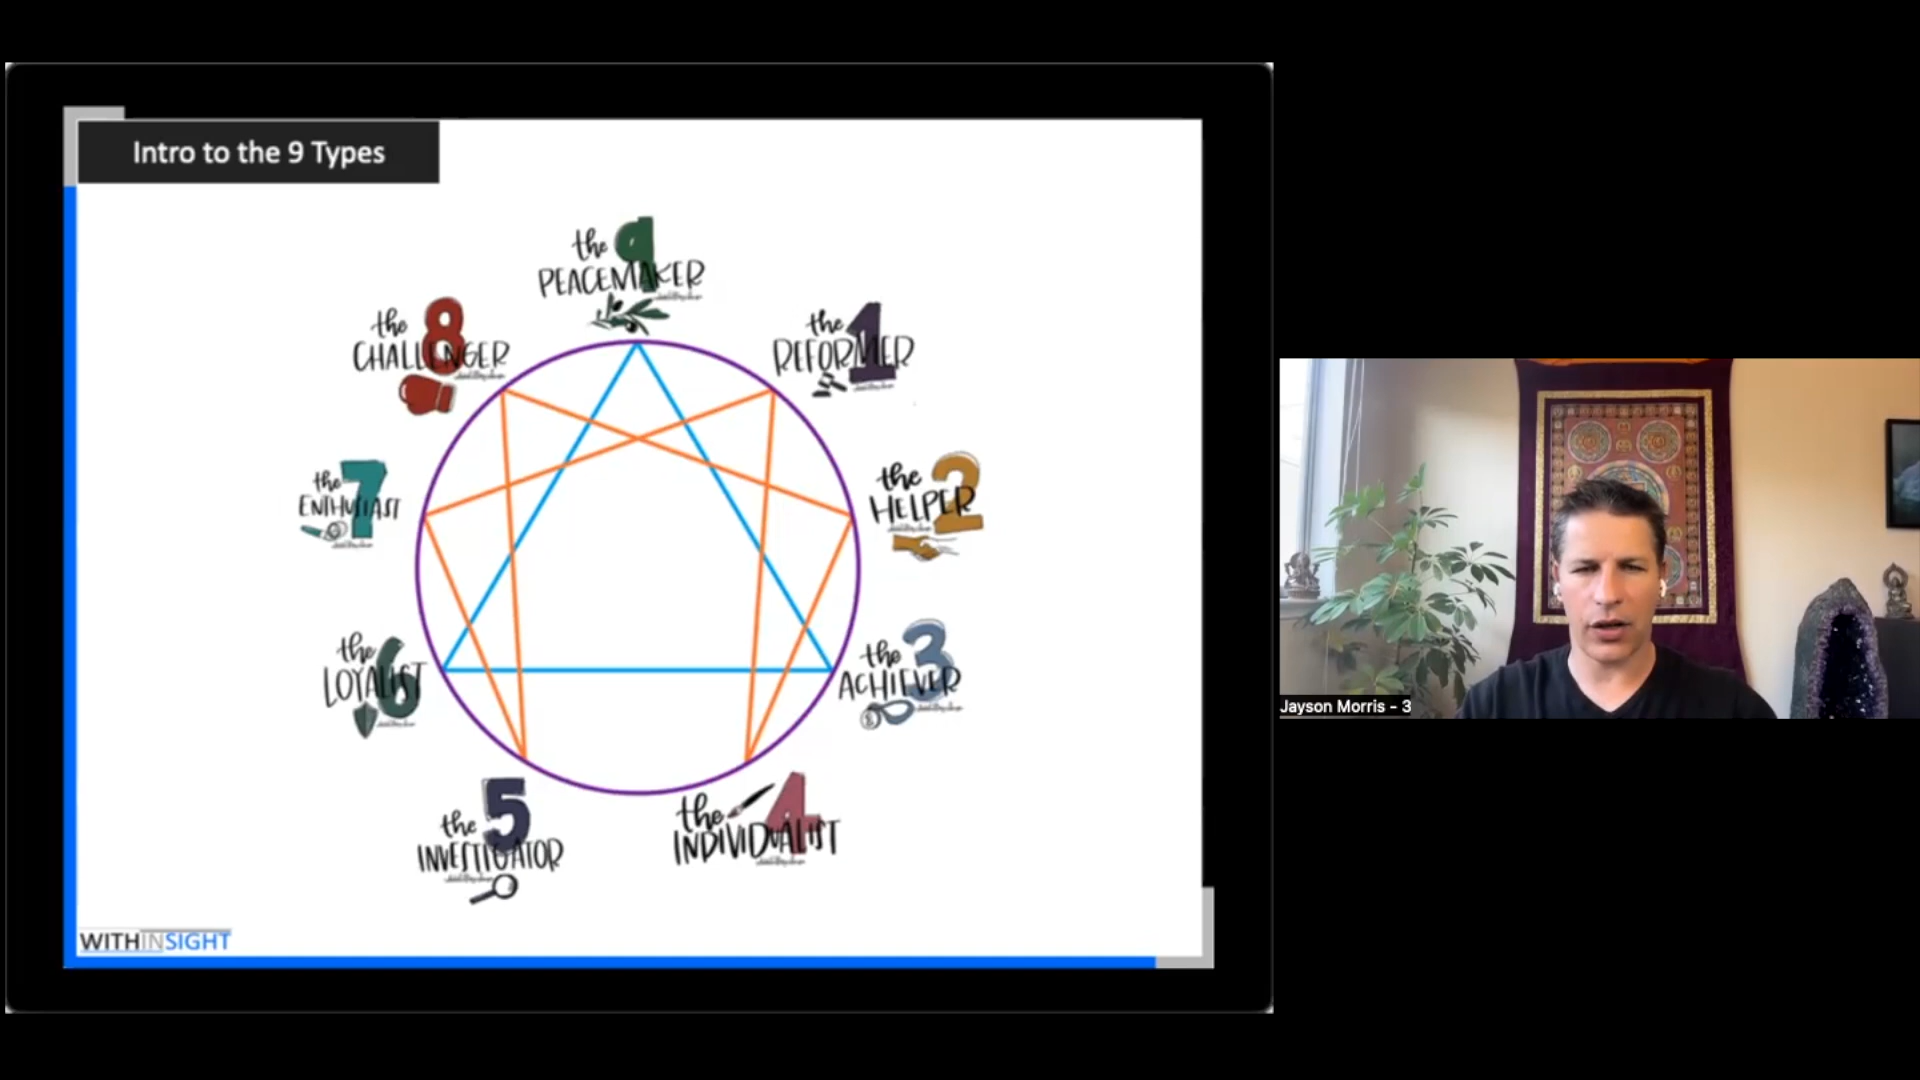 Intro to the 9 Types
the 9
PEACEMAKER
the 8
CHALLENGER
the 1
REFORMER
the 7
ENTHUSIAST
the 2
HELPER
the 6
LOYALIST
the 3
ACHIEVER
the 5
INVESTIGATOR
the 4
INDIVIDUALIST
WITHINSIGHT
Jayson Morris - 3